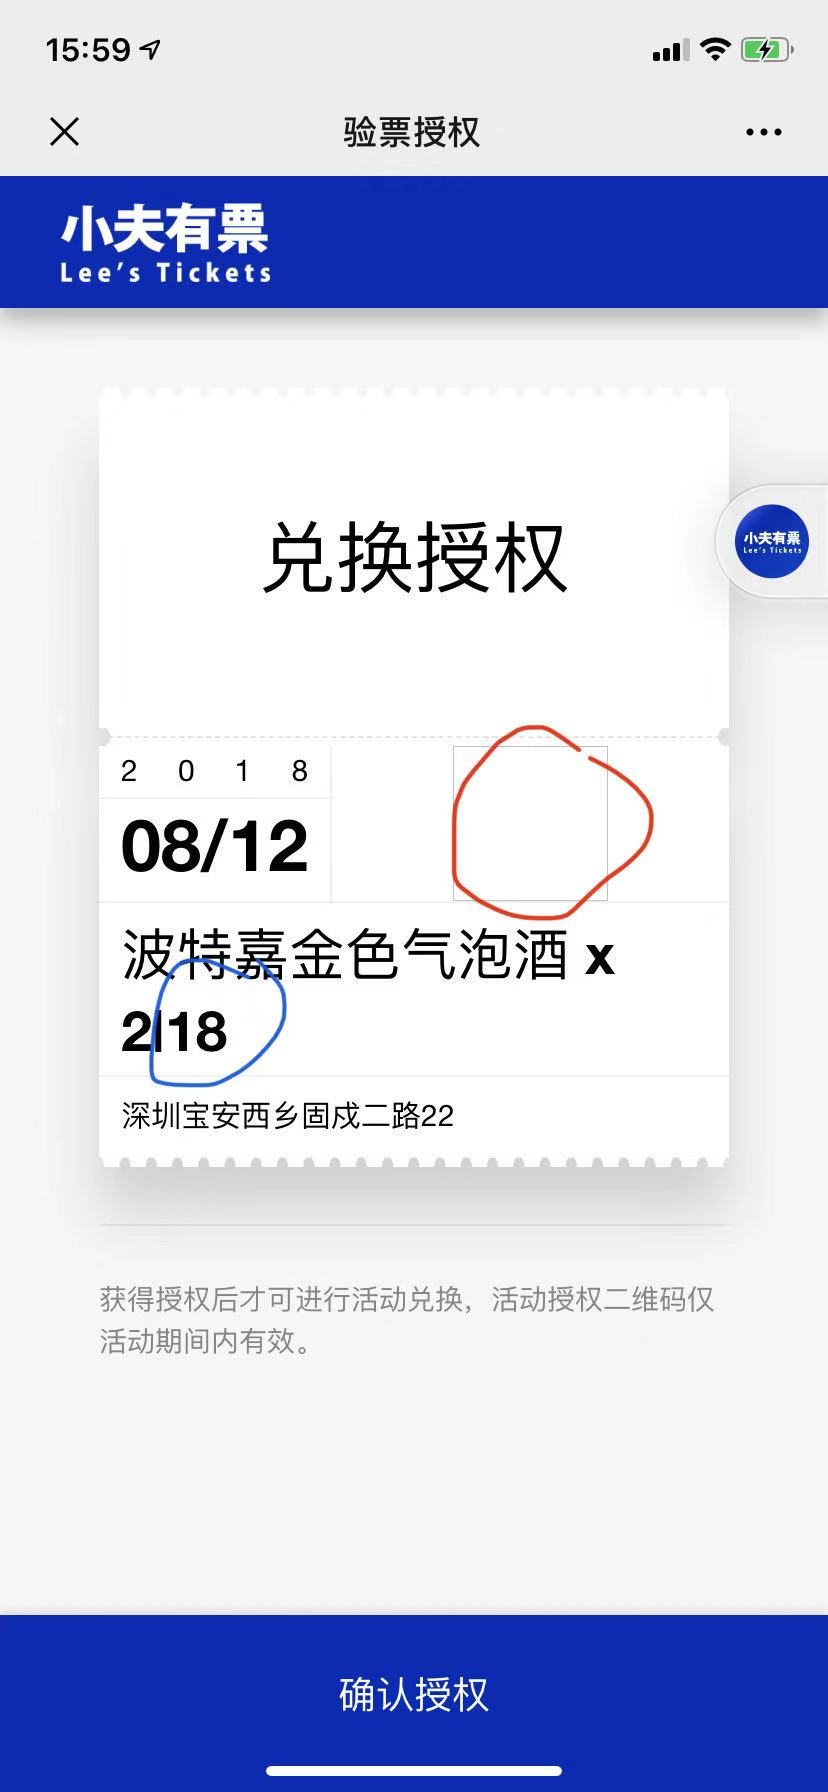 15:59
验票授权
小夫有票
Lee's Tickets
兑换授权
小夫有票
Lee's Tickets
2 0 1 8
08/12
波特嘉金色气泡酒 x
2|18
深圳宝安西乡固戍二路22
获得授权后才可进行活动兑换，活动授权二维码仅
活动期间内有效。
确认授权